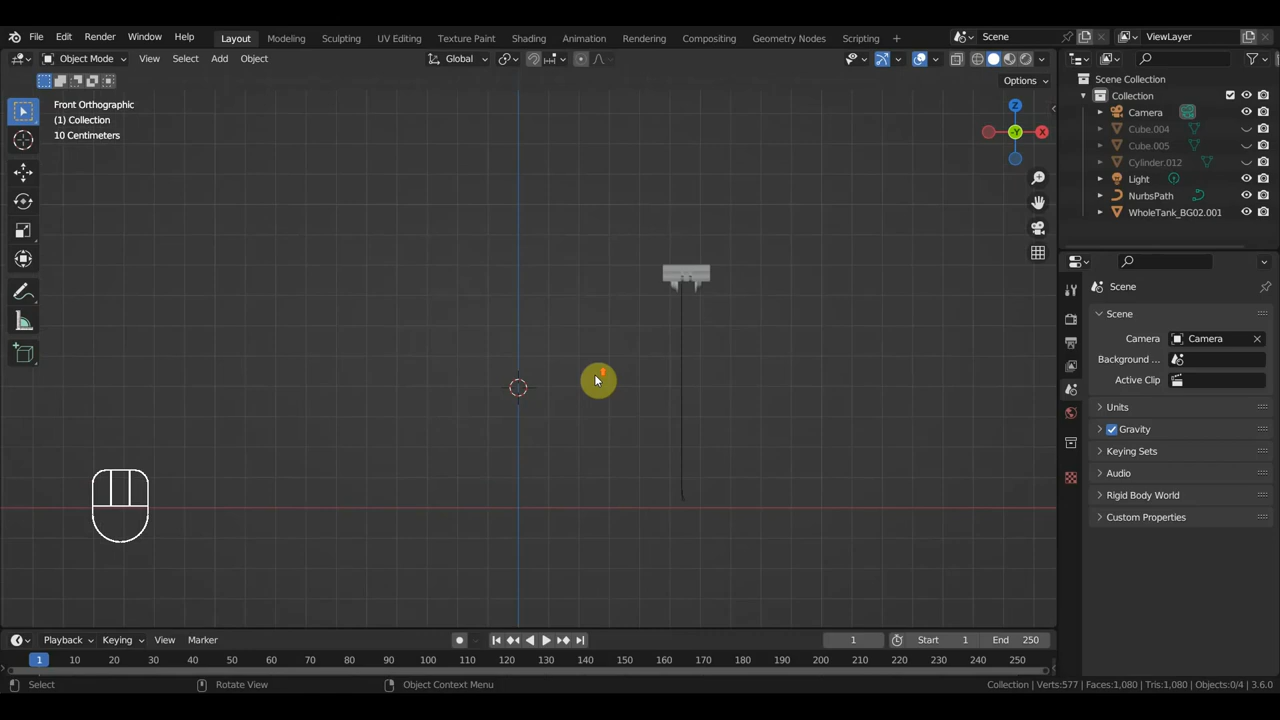 File Edit Render Window Help Layout Modeling Sculpting UV Editing Texture Paint Shading Animation Rendering Compositing Geometry Nodes Scripting + Scene ViewLayer
Object Mode View Select Add Object Global
Options
Front Orthographic
(1) Collection
10 Centimeters
Z
X
-Y
Scene Collection
Collection
Camera
Cube.004
Cube.005
Cylinder.012
Light
NurbsPath
WholeTank_BG02.001
Scene
Scene
Camera Camera
Background ...
Active Clip
Units
Gravity
Keying Sets
Audio
Rigid Body World
Custom Properties
Playback Keying View Marker 1 Start 1 End 250
1 10 20 30 40 50 60 70 80 90 100 110 120 130 140 150 160 170 180 190 200 210 220 230 240 250
Select Rotate View Object Context Menu Collection | Verts:577 | Faces:1,080 | Tris:1,080 | Objects:0/4 | 3.6.0